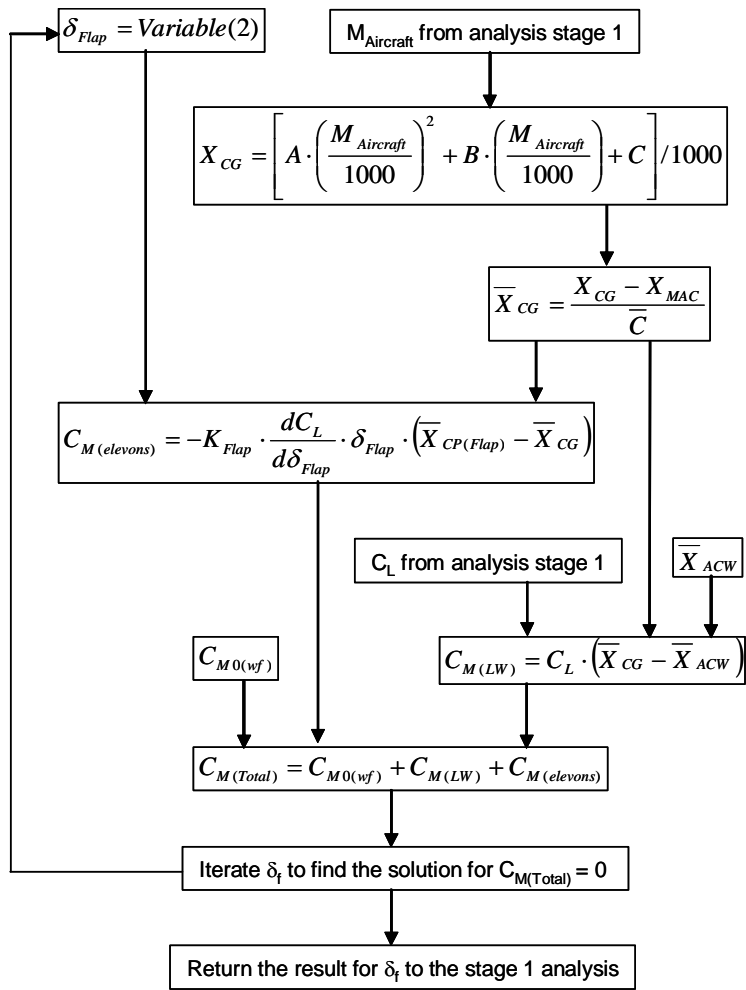 δ_Flap = Variable(2)
M_Aircraft from analysis stage 1
X_CG = [A · (M_Aircraft / 1000)^2 + B · (M_Aircraft / 1000) + C] / 1000
X̄_CG = (X_CG − X_MAC) / C̄
C_M(elevons) = −K_Flap · dC_L / dδ_Flap · δ_Flap · (X̄_CP(Flap) − X̄_CG)
C_L from analysis stage 1
X̄_ACW
C_M0(wf)
C_M(LW) = C_L · (X̄_CG − X̄_ACW)
C_M(Total) = C_M0(wf) + C_M(LW) + C_M(elevons)
Iterate δ_f to find the solution for C_M(Total) = 0
Return the result for δ_f to the stage 1 analysis